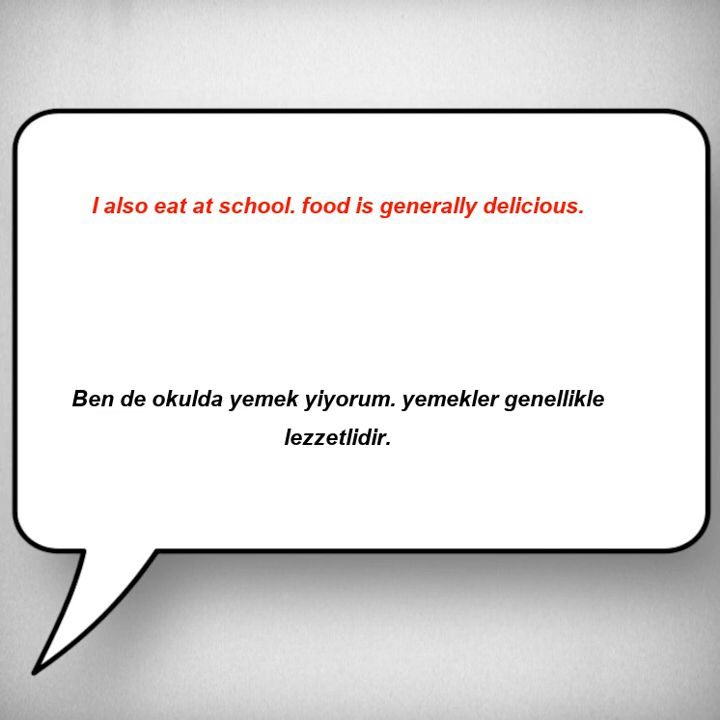 I also eat at school. food is generally delicious.
Ben de okulda yemek yiyorum. yemekler genellikle
lezzetlidir.